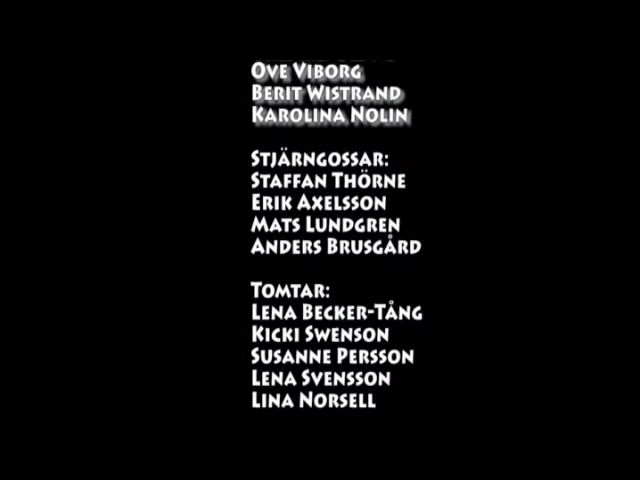 Ove Viborg
Berit Wistrand
Karolina Nolin
Stjärngossar:
Staffan Thörne
Erik Axelsson
Mats Lundgren
Anders Brusgård
Tomtar:
Lena Becker-Tång
Kicki Swenson
Susanne Persson
Lena Svensson
Lina Norsell